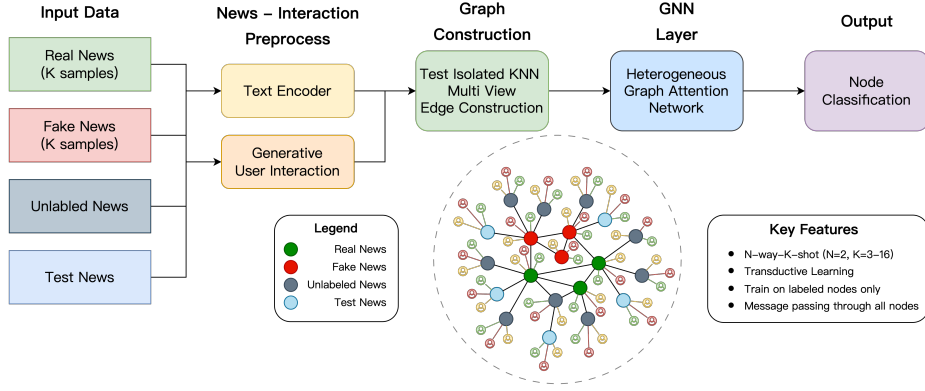 Input Data
Real News
(K samples)
Fake News
(K samples)
Unlabled News
Test News
News – Interaction
Preprocess
Text Encoder
Generative
User Interaction
Graph
Construction
Test Isolated KNN
Multi View
Edge Construction
GNN
Layer
Heterogeneous
Graph Attention
Network
Output
Node
Classification
Legend
Real News
Fake News
Unlabeled News
Test News
Key Features
N–way–K–shot (N=2, K=3–16)
Transductive Learning
Train on labeled nodes only
Message passing through all nodes